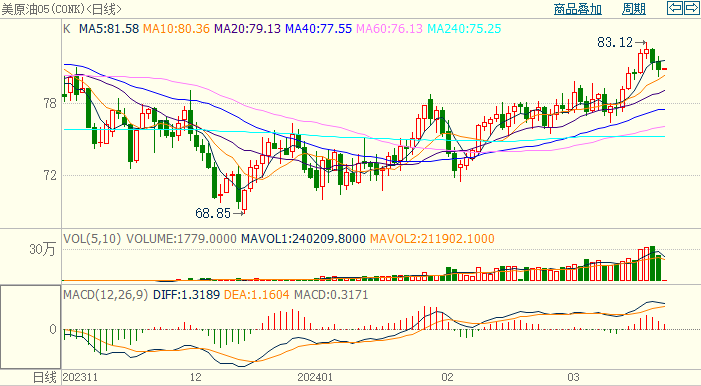 美原油05(CONK)<日线> 商品叠加 周期
K MA5:81.58 MA10:80.36 MA20:79.13 MA40:77.55 MA60:76.13 MA240:75.25
83.12
78
72
68.85
VOL(5,10) VOLUME:1779.0000 MAVOL1:240209.8000 MAVOL2:211902.1000
30万
MACD(12,26,9) DIFF:1.3189 DEA:1.1604 MACD:0.3171
0
日线 202311 12 202401 02 03